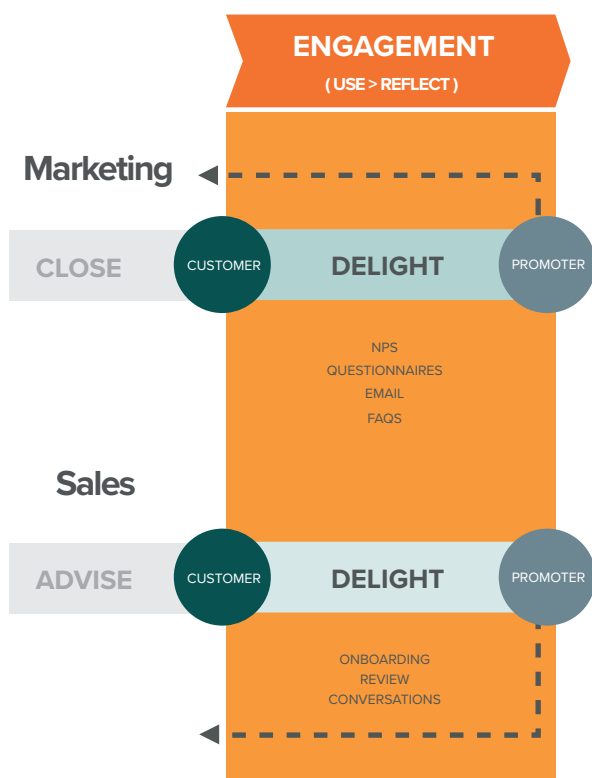 ENGAGEMENT
( USE > REFLECT )
Marketing
CLOSE
CUSTOMER
DELIGHT
PROMOTER
NPS
QUESTIONNAIRES
EMAIL
FAQS
Sales
ADVISE
CUSTOMER
DELIGHT
PROMOTER
ONBOARDING
REVIEW
CONVERSATIONS